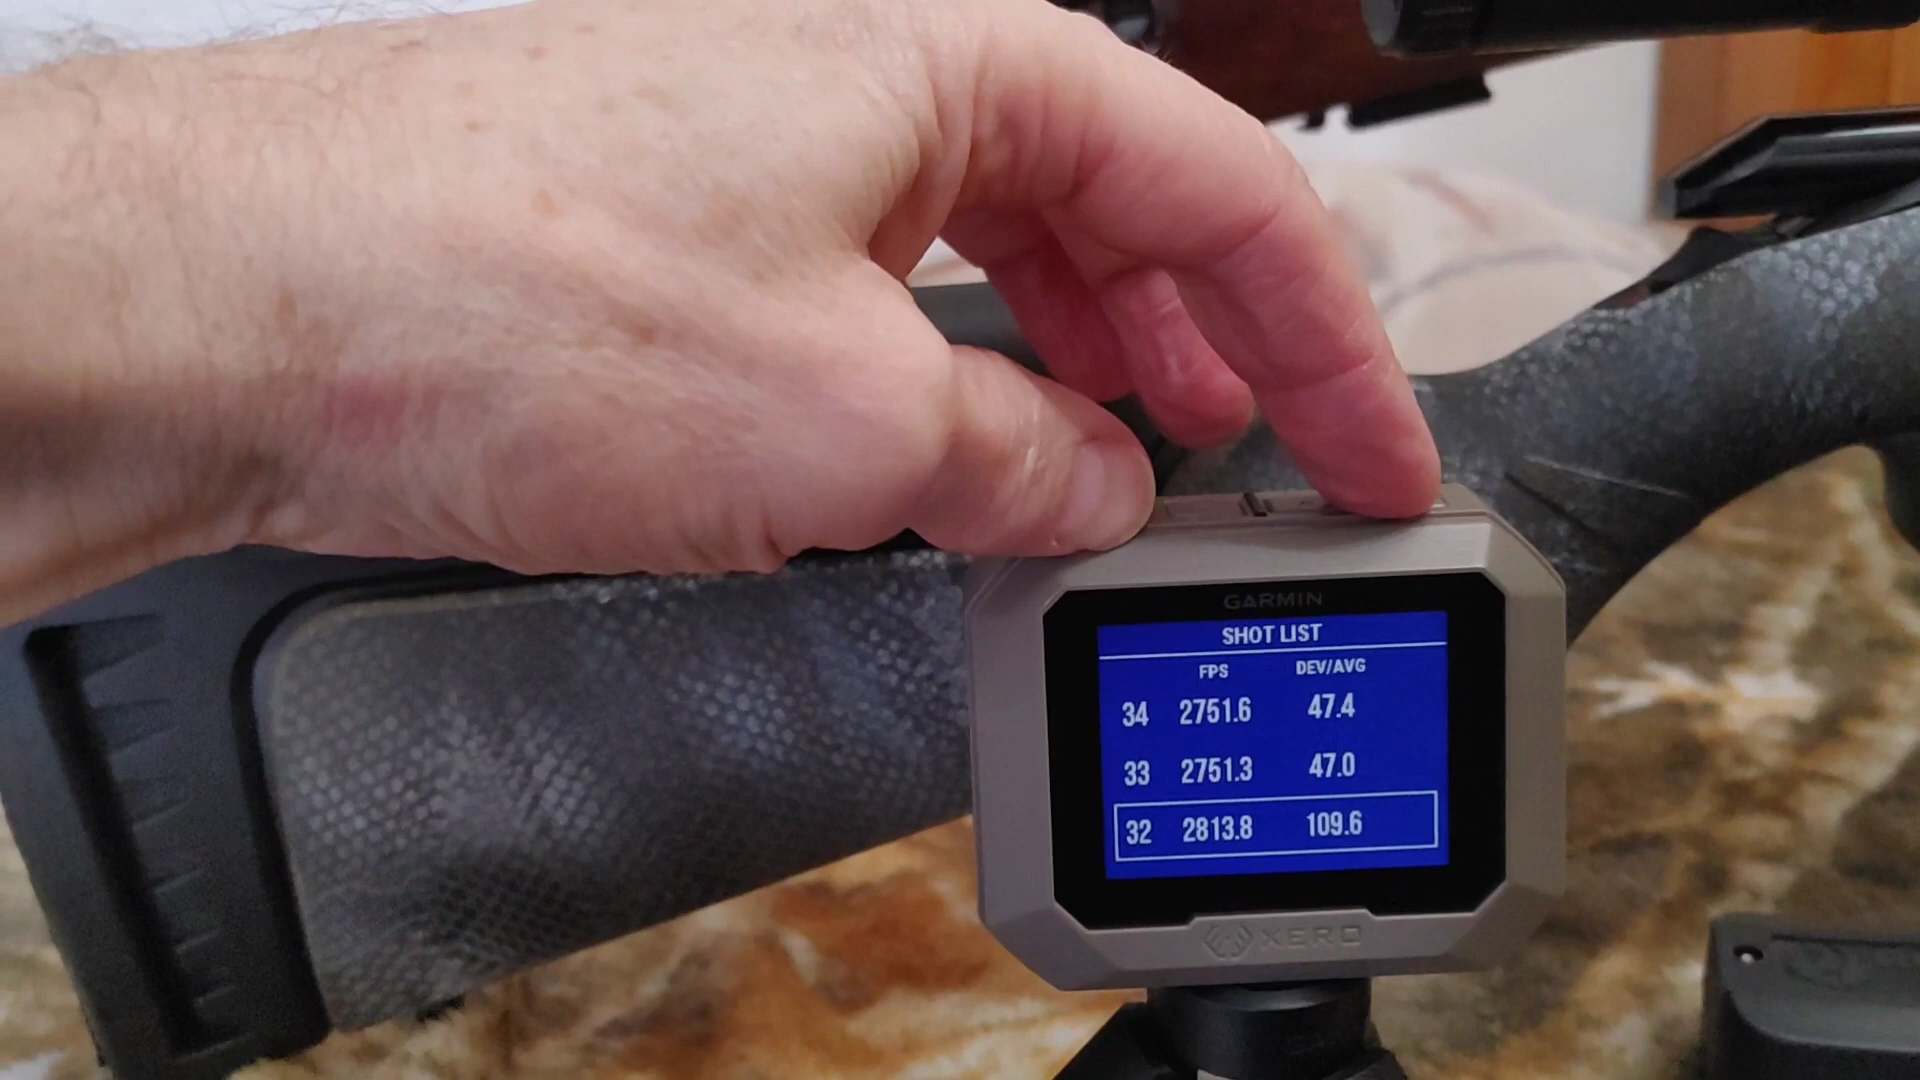 GARMIN
SHOT LIST
FPS DEV/AVG
34 2751.6 47.4
33 2751.3 47.0
32 2813.8 109.6
XERO